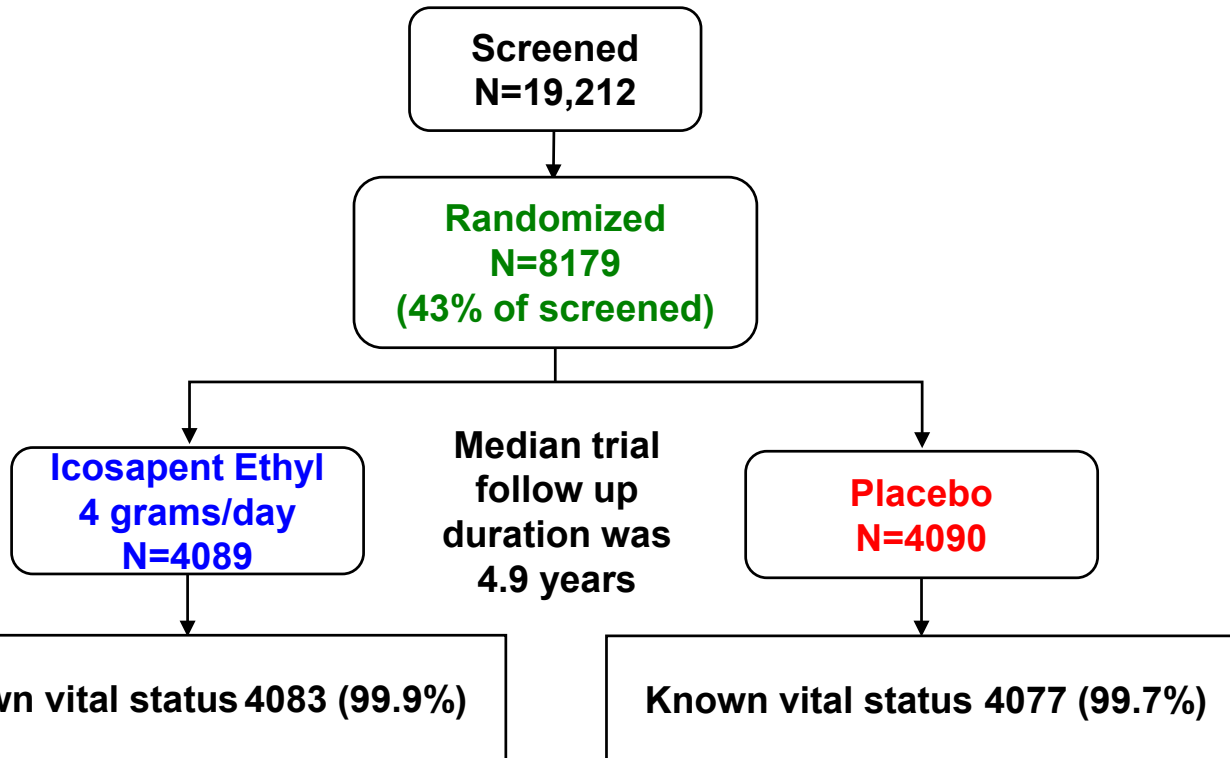 Screened
N=19,212
Randomized
N=8179
(43% of screened)
Icosapent Ethyl
4 grams/day
N=4089
Median trial
follow up
duration was
4.9 years
Placebo
N=4090
wn vital status 4083 (99.9%)
Known vital status 4077 (99.7%)